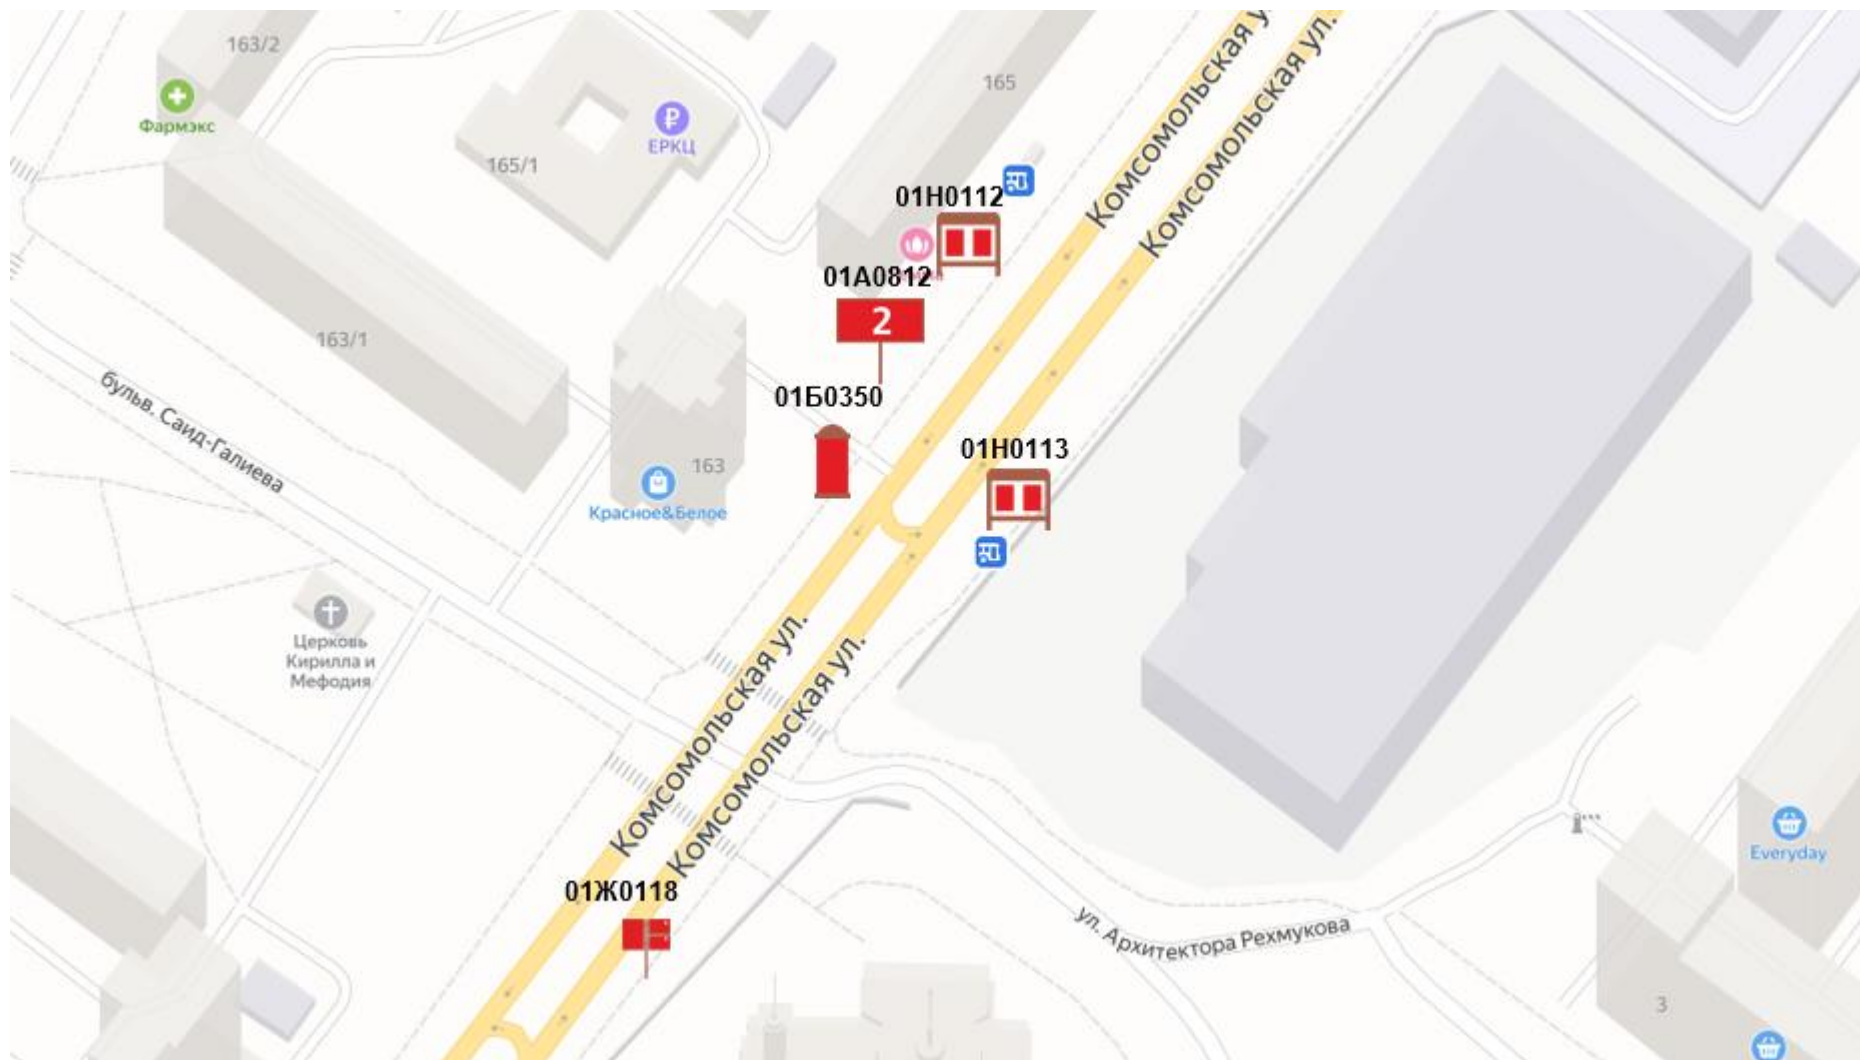 163/2
Фармэкс
165/1
ЕРКЦ
165
Комсомольская у
Комсомольская ул.
01Н0112
01А0812
2
163/1
бульв. Саид-Галиева
01Б0350
163
Красное&Белое
01Н0113
Церковь
Кирилла и
Мефодия
Комсомольская ул.
Комсомольская ул.
01Ж0118
ул. Архитектора Рехмукова
Everyday
3